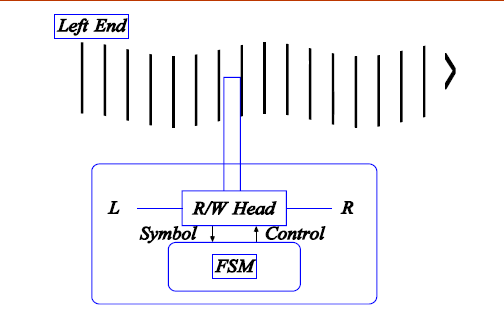 Left End
L R/W Head R
Symbol Control
FSM